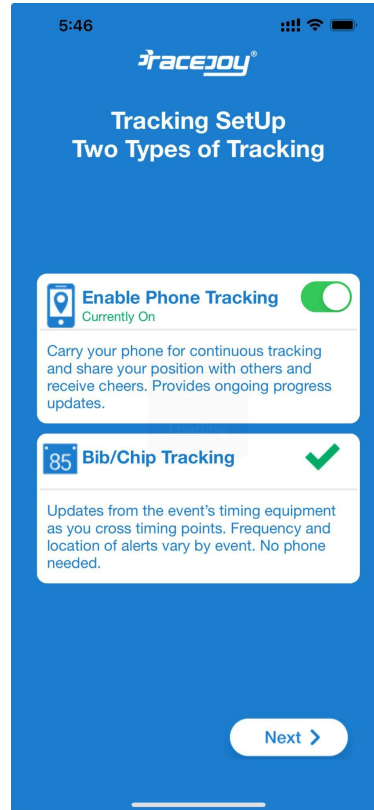 5:46
racejoy®
Tracking SetUp
Two Types of Tracking
Enable Phone Tracking
Currently On
Carry your phone for continuous tracking
and share your position with others and
receive cheers. Provides ongoing progress
updates.
Loading
85
Bib/Chip Tracking
Updates from the event's timing equipment
as you cross timing points. Frequency and
location of alerts vary by event. No phone
needed.
Next >